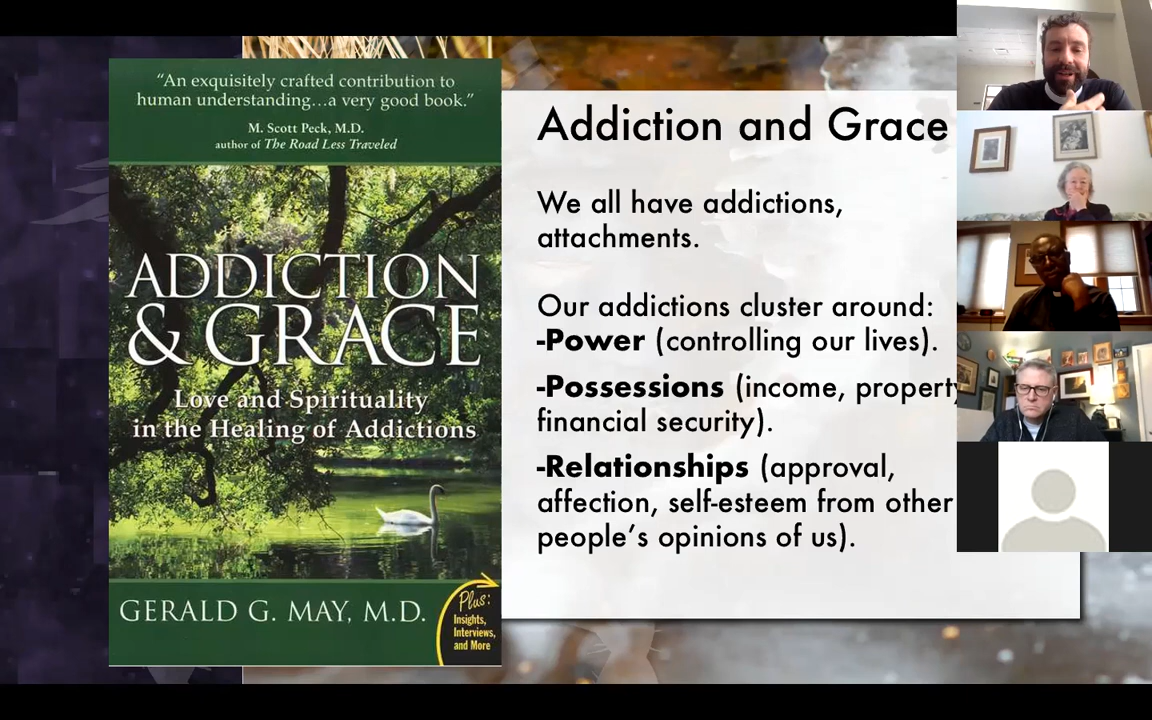 “An exquisitely crafted contribution to
human understanding…a very good book.”
M. Scott Peck, M.D.
author of The Road Less Traveled
ADDICTION
& GRACE
Love and Spirituality
in the Healing of Addictions
GERALD G. MAY, M.D.
Plus:
Insights,
Interviews,
and More
Addiction and Grace
We all have addictions,
attachments.
Our addictions cluster around:
-Power (controlling our lives).
-Possessions (income, property
financial security).
-Relationships (approval,
affection, self-esteem from other
people’s opinions of us).